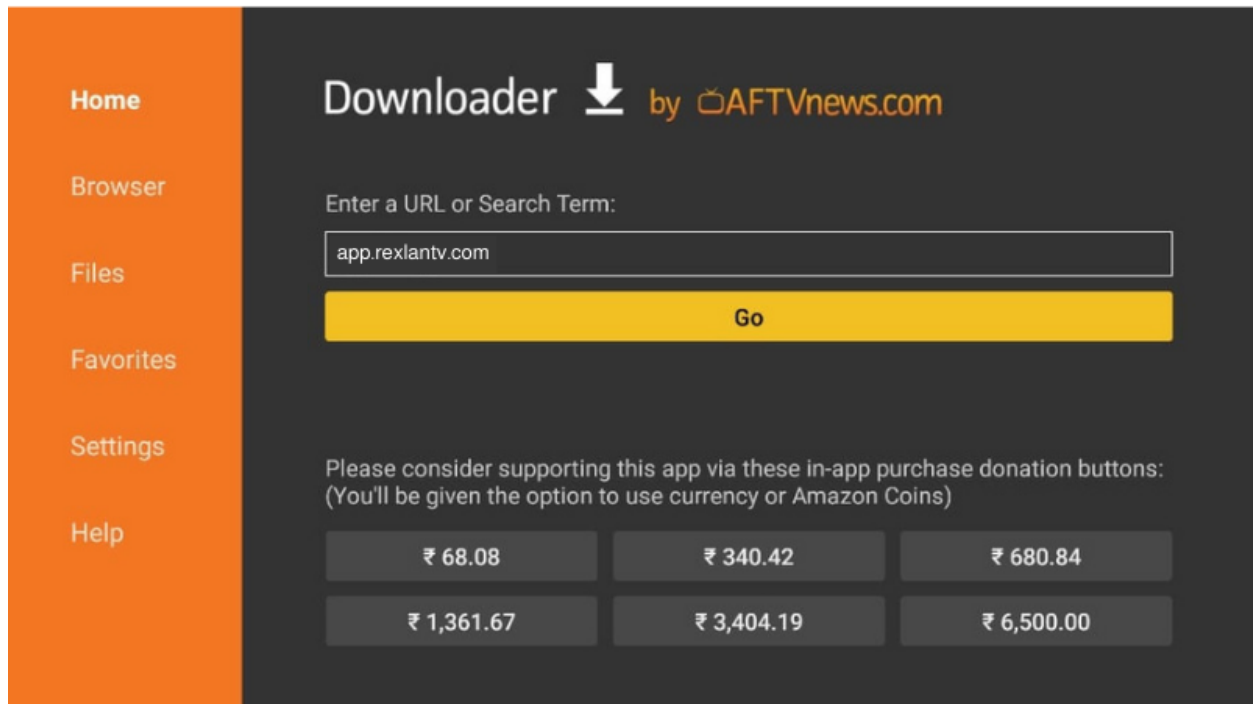 Home
Browser
Files
Favorites
Settings
Help
Downloader by AFTVnews.com
Enter a URL or Search Term:
app.rexlantv.com
Go
Please consider supporting this app via these in-app purchase donation buttons:
(You'll be given the option to use currency or Amazon Coins)
₹ 68.08 ₹ 340.42 ₹ 680.84
₹ 1,361.67 ₹ 3,404.19 ₹ 6,500.00